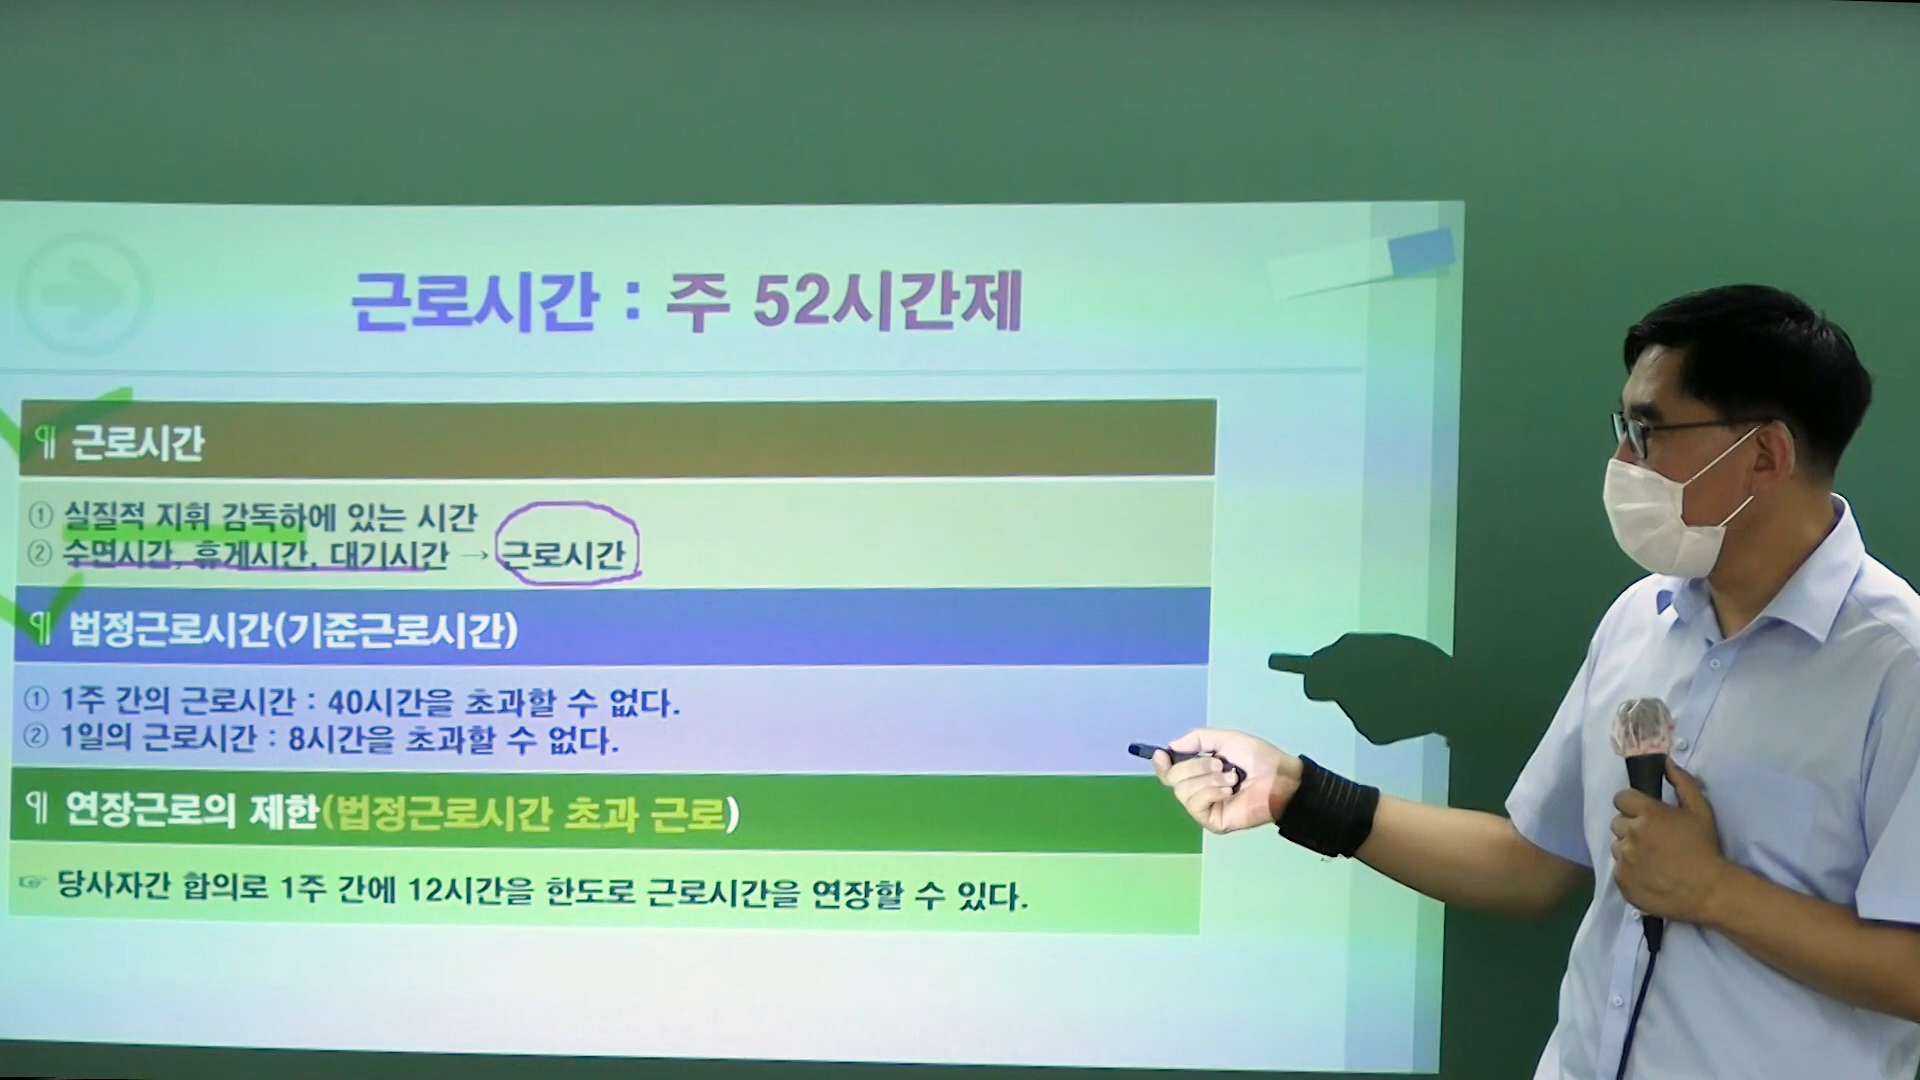 근로시간 : 주 52시간제
¶ 근로시간
① 실질적 지휘 감독하에 있는 시간
② 수면시간, 휴게시간, 대기시간 → 근로시간
¶ 법정근로시간(기준근로시간)
① 1주 간의 근로시간 : 40시간을 초과할 수 없다.
② 1일의 근로시간 : 8시간을 초과할 수 없다.
¶ 연장근로의 제한(법정근로시간 초과 근로)
☞ 당사자간 합의로 1주 간에 12시간을 한도로 근로시간을 연장할 수 있다.